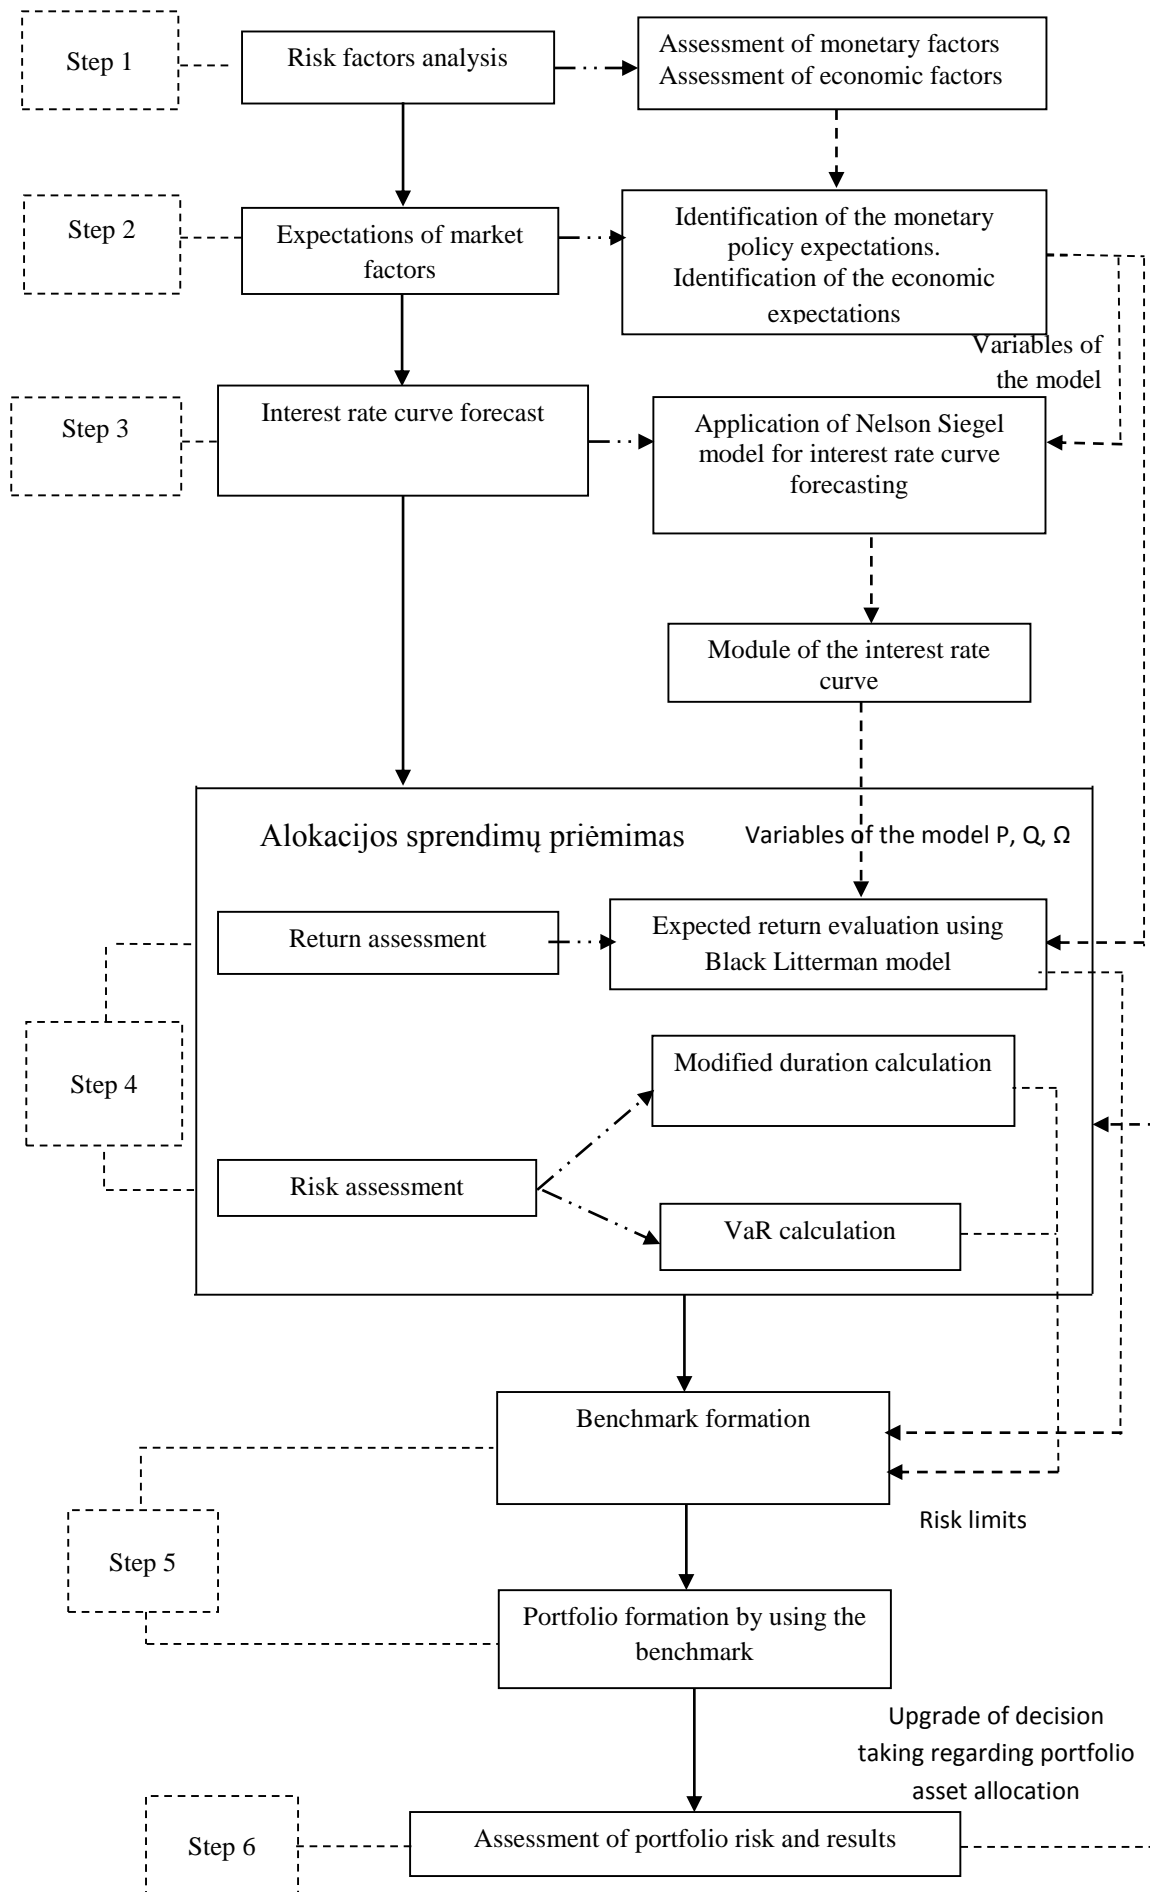 Step 1
Risk factors analysis
Assessment of monetary factors
Assessment of economic factors
Step 2
Expectations of market
factors
Identification of the monetary
policy expectations.
Identification of the economic
expectations
Variables of
the model
Step 3
Interest rate curve forecast
Application of Nelson Siegel
model for interest rate curve
forecasting
Module of the interest rate
curve
Alokacijos sprendimų priėmimas
Variables of the model P, Q, Ω
Return assessment
Expected return evaluation using
Black Litterman model
Step 4
Modified duration calculation
Risk assessment
VaR calculation
Benchmark formation
Risk limits
Step 5
Portfolio formation by using the
benchmark
Upgrade of decision
taking regarding portfolio
asset allocation
Step 6
Assessment of portfolio risk and results